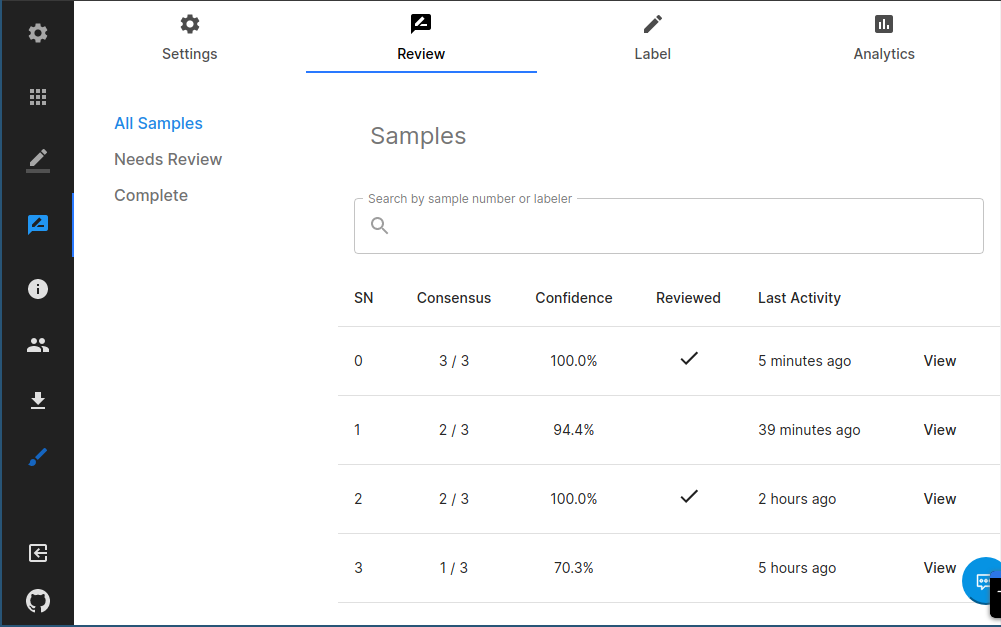 Settings Review Label Analytics
All Samples
Needs Review
Complete
Samples
Search by sample number or labeler
SN Consensus Confidence Reviewed Last Activity
0 3 / 3 100.0% 5 minutes ago View
1 2 / 3 94.4% 39 minutes ago View
2 2 / 3 100.0% 2 hours ago View
3 1 / 3 70.3% 5 hours ago View